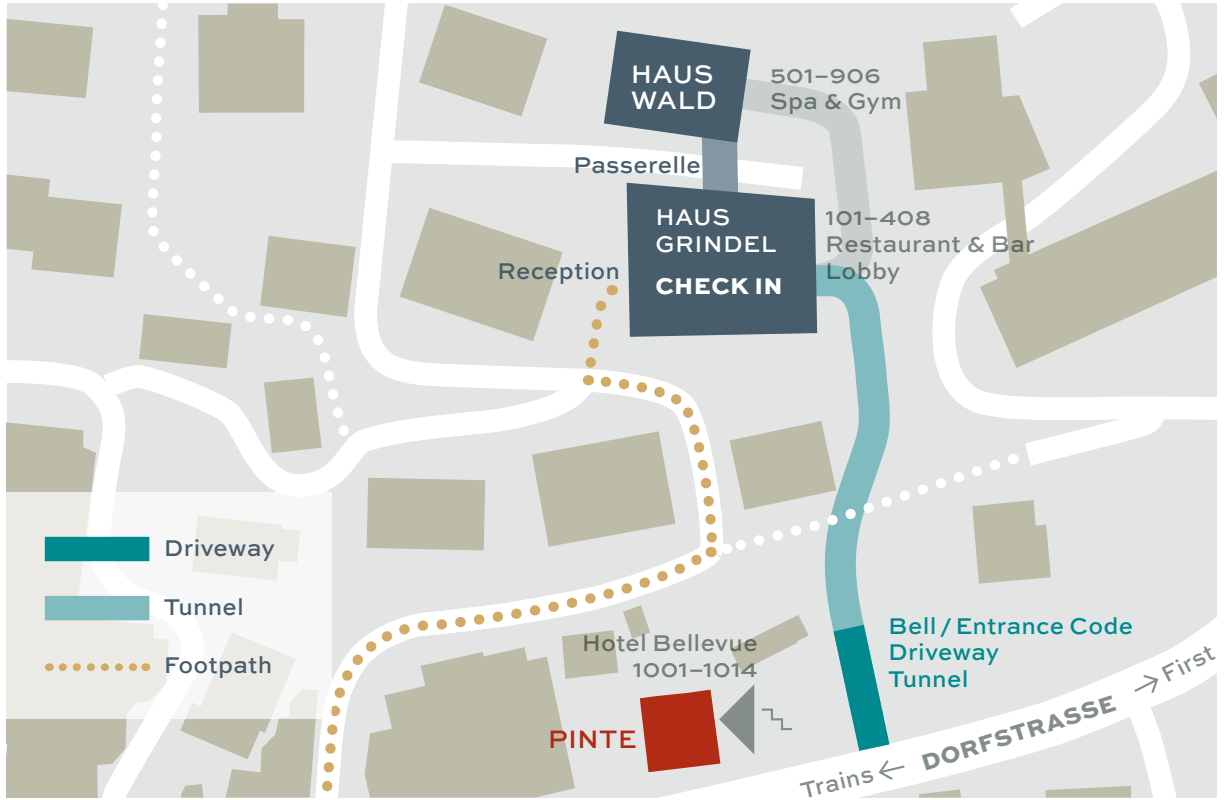 HAUS
WALD
501–906
Spa & Gym
Passerelle
HAUS
GRINDEL
CHECK IN
101–408
Restaurant & Bar
Lobby
Reception
Driveway
Tunnel
Footpath
Hotel Bellevue
1001–1014
PINTE
Bell / Entrance Code
Driveway
Tunnel
Trains ← DORFSTRASSE → First